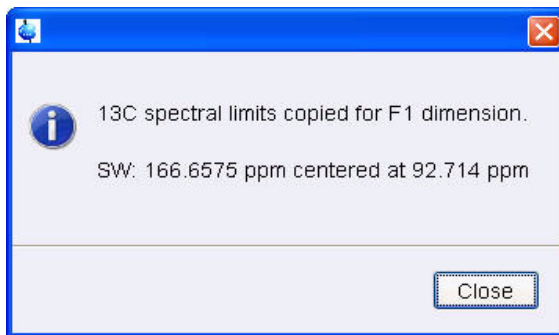 13C spectral limits copied for F1 dimension.
SW: 166.6575 ppm centered at 92.714 ppm
Close